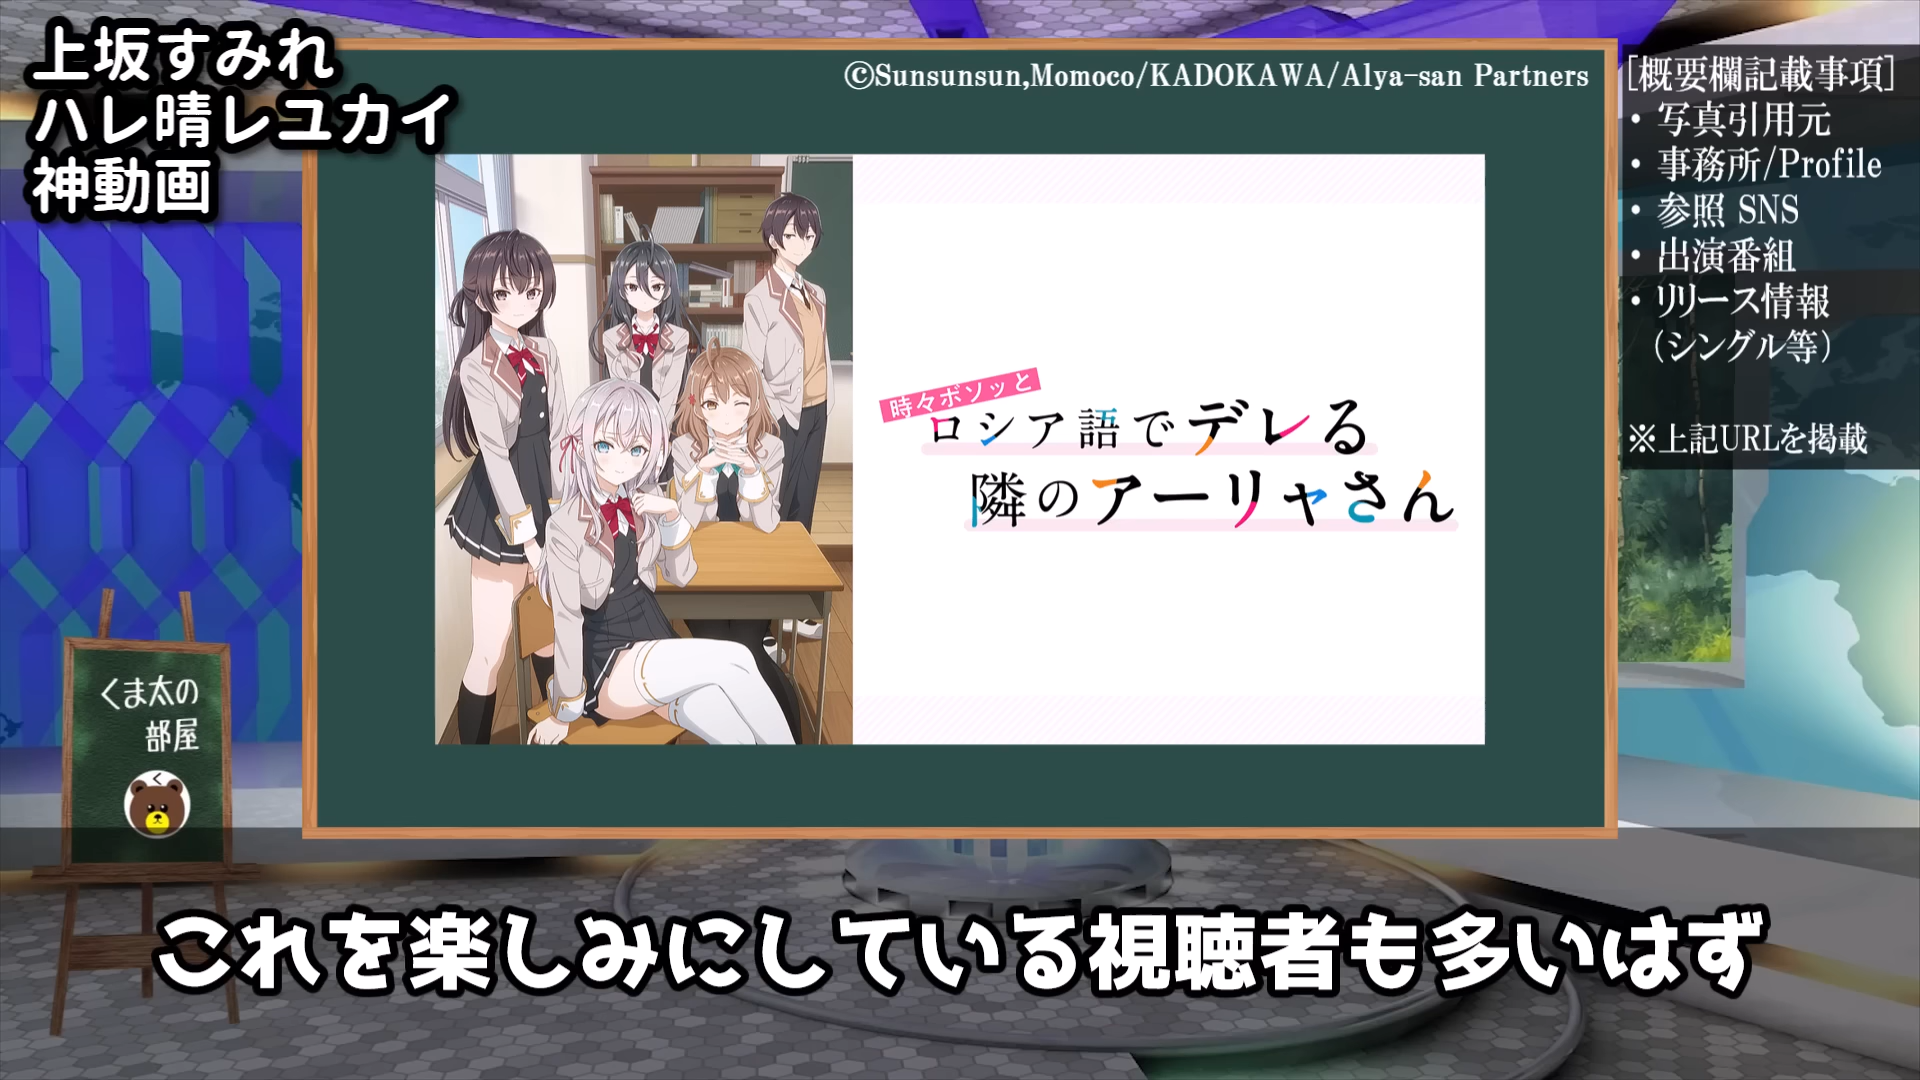 上坂すみれ
ハレ晴レユカイ
神動画
©Sunsunsun,Momoco/KADOKAWA/Alya-san Partners
[概要欄記載事項]
・写真引用元
・事務所/Profile
・参照 SNS
・出演番組
・リリース情報
（シングル等）
※上記URLを掲載
時々ボソッと
ロシア語でデレる
隣のアーリャさん
くま太の
部屋
く
これを楽しみにしている視聴者も多いはず